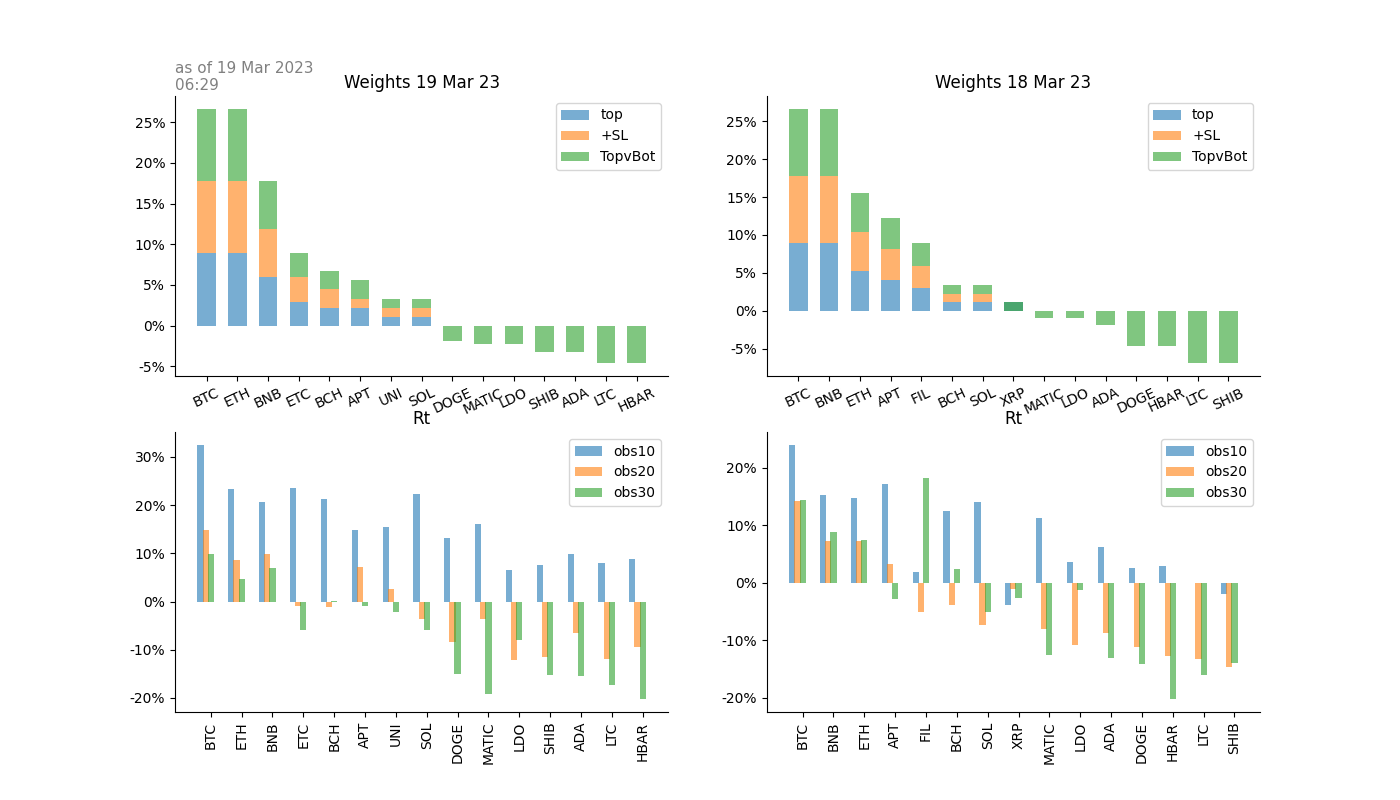 as of 19 Mar 2023
06:29
Weights 19 Mar 23
top
+SL
TopvBot
25%
20%
15%
10%
5%
0%
-5%
BTC ETH BNB ETC BCH APT UNI SOL DOGE MATIC LDO SHIB ADA LTC HBAR
Weights 18 Mar 23
top
+SL
TopvBot
25%
20%
15%
10%
5%
0%
-5%
BTC BNB ETH APT FIL BCH SOL XRP MATIC LDO ADA DOGE HBAR LTC SHIB
Rt
obs10
obs20
obs30
30%
20%
10%
0%
-10%
-20%
BTC ETH BNB ETC BCH APT UNI SOL DOGE MATIC LDO SHIB ADA LTC HBAR
Rt
obs10
obs20
obs30
20%
10%
0%
-10%
-20%
BTC BNB ETH APT FIL BCH SOL XRP MATIC LDO ADA DOGE HBAR LTC SHIB